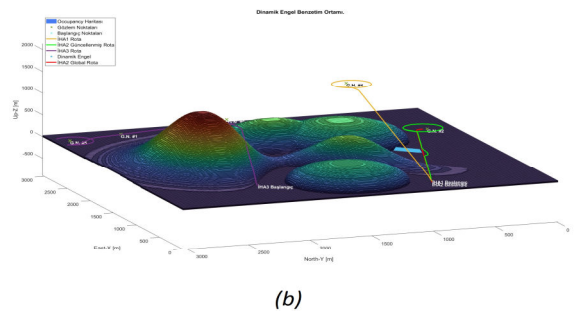 Dinamik Engel Benzetim Ortamı.
Occupancy Haritası
Gözlem Noktaları
Başlangıç Noktaları
İHA1 Rota
İHA2 Güncellenmiş Rota
İHA3 Rota
Dinamik Engel
İHA2 Global Rota
2000
1500
1000
500
0
-500
3000
Up-Z [m]
2500
2000
1500
1000
500
0
East-X [m]
3000
2500
2000
1500
1000
500
0
North-Y [m]
G.N. #1
İHA3 Başlangıç
İHA2 Başlangıç
(b)